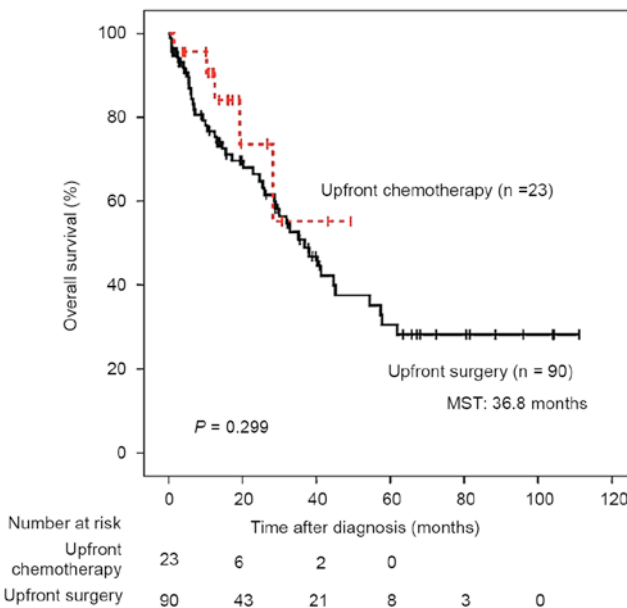 100
80
60
40
20
0
Overall survival (%)
Upfront chemotherapy (n =23)
Upfront surgery (n = 90)
MST: 36.8 months
P = 0.299
0 20 40 60 80 100 120
Number at risk
Time after diagnosis (months)
Upfront
chemotherapy
23 6 2 0
Upfront surgery 90 43 21 8 3 0